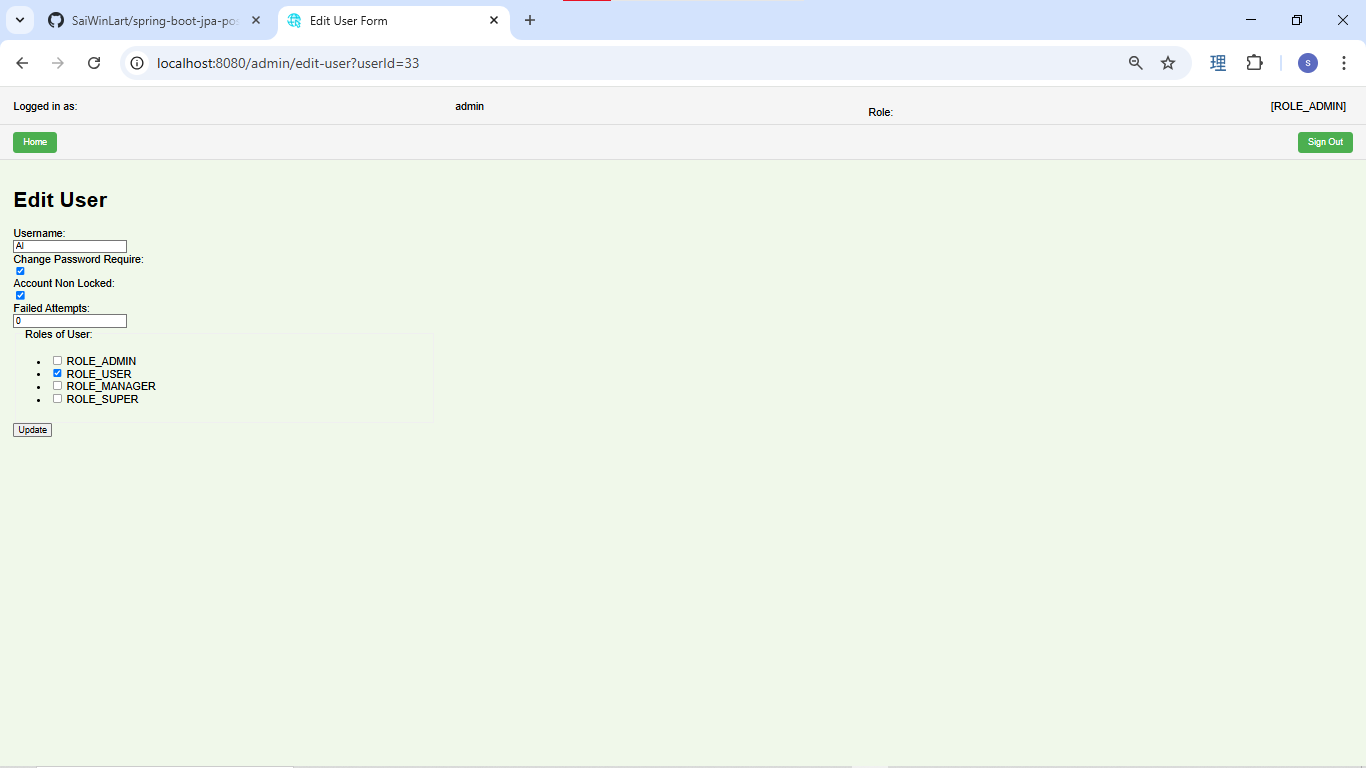 SaiWinLart/spring-boot-jpa-pos
Edit User Form
localhost:8080/admin/edit-user?userId=33
理
S
Logged in as:
admin
Role:
[ROLE_ADMIN]
Home
Sign Out
Edit User
Username:
AI
Change Password Require:
Account Non Locked:
Failed Attempts:
0
Roles of User:
ROLE_ADMIN
ROLE_USER
ROLE_MANAGER
ROLE_SUPER
Update